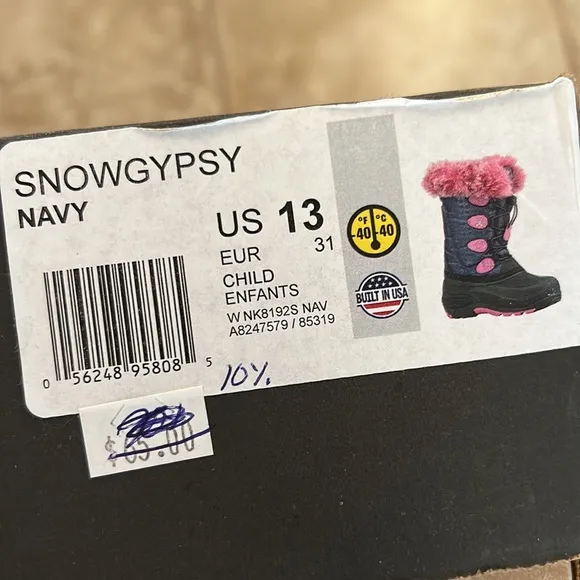 SNOWGYPSY
NAVY
US 13
EUR 31
CHILD
ENFANTS
W NK8192S NAV
A8247579 / 85319
°F °C
-40 -40
BUILT IN USA
0 56248 95808 5
10%
$65.00